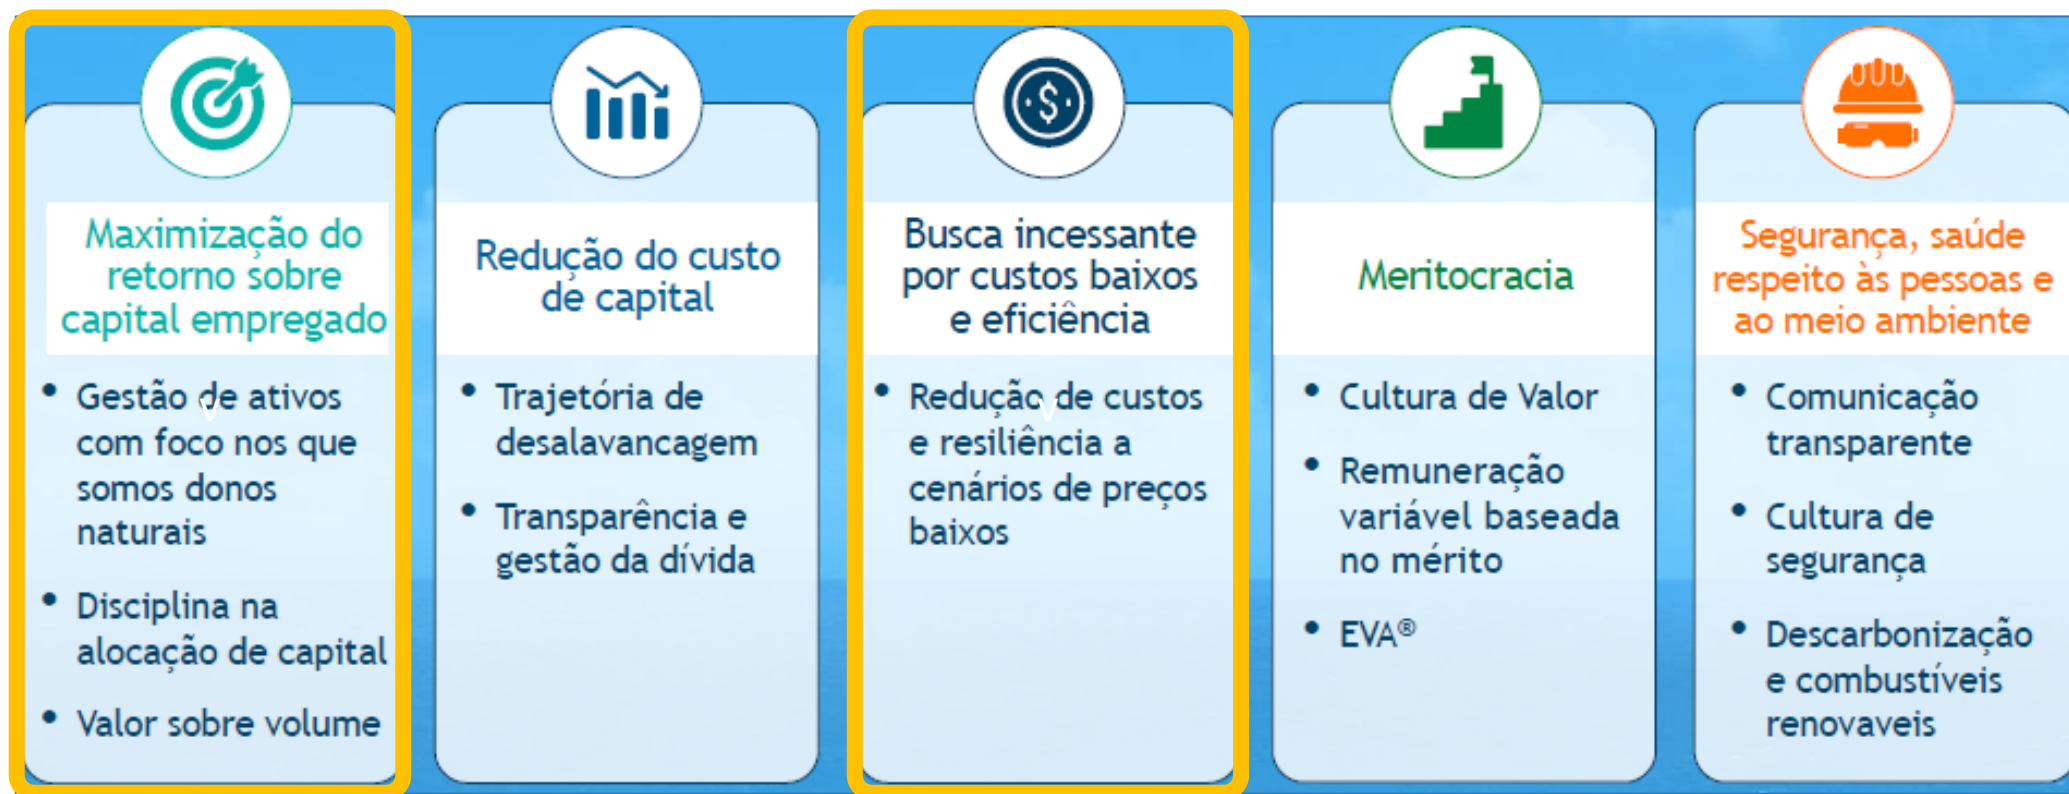 Maximização do
retorno sobre
capital empregado
• Gestão de ativos
com foco nos que
somos donos
naturais
• Disciplina na
alocação de capital
• Valor sobre volume
Redução do custo
de capital
• Trajetória de
desalavancagem
• Transparência e
gestão da dívida
$
Busca incessante
por custos baixos
e eficiência
• Redução de custos
e resiliência a
cenários de preços
baixos
Meritocracia
• Cultura de Valor
• Remuneração
variável baseada
no mérito
• EVA®
Segurança, saúde
respeito às pessoas e
ao meio ambiente
• Comunicação
transparente
• Cultura de
segurança
• Descarbonização
e combustíveis
renovaveis